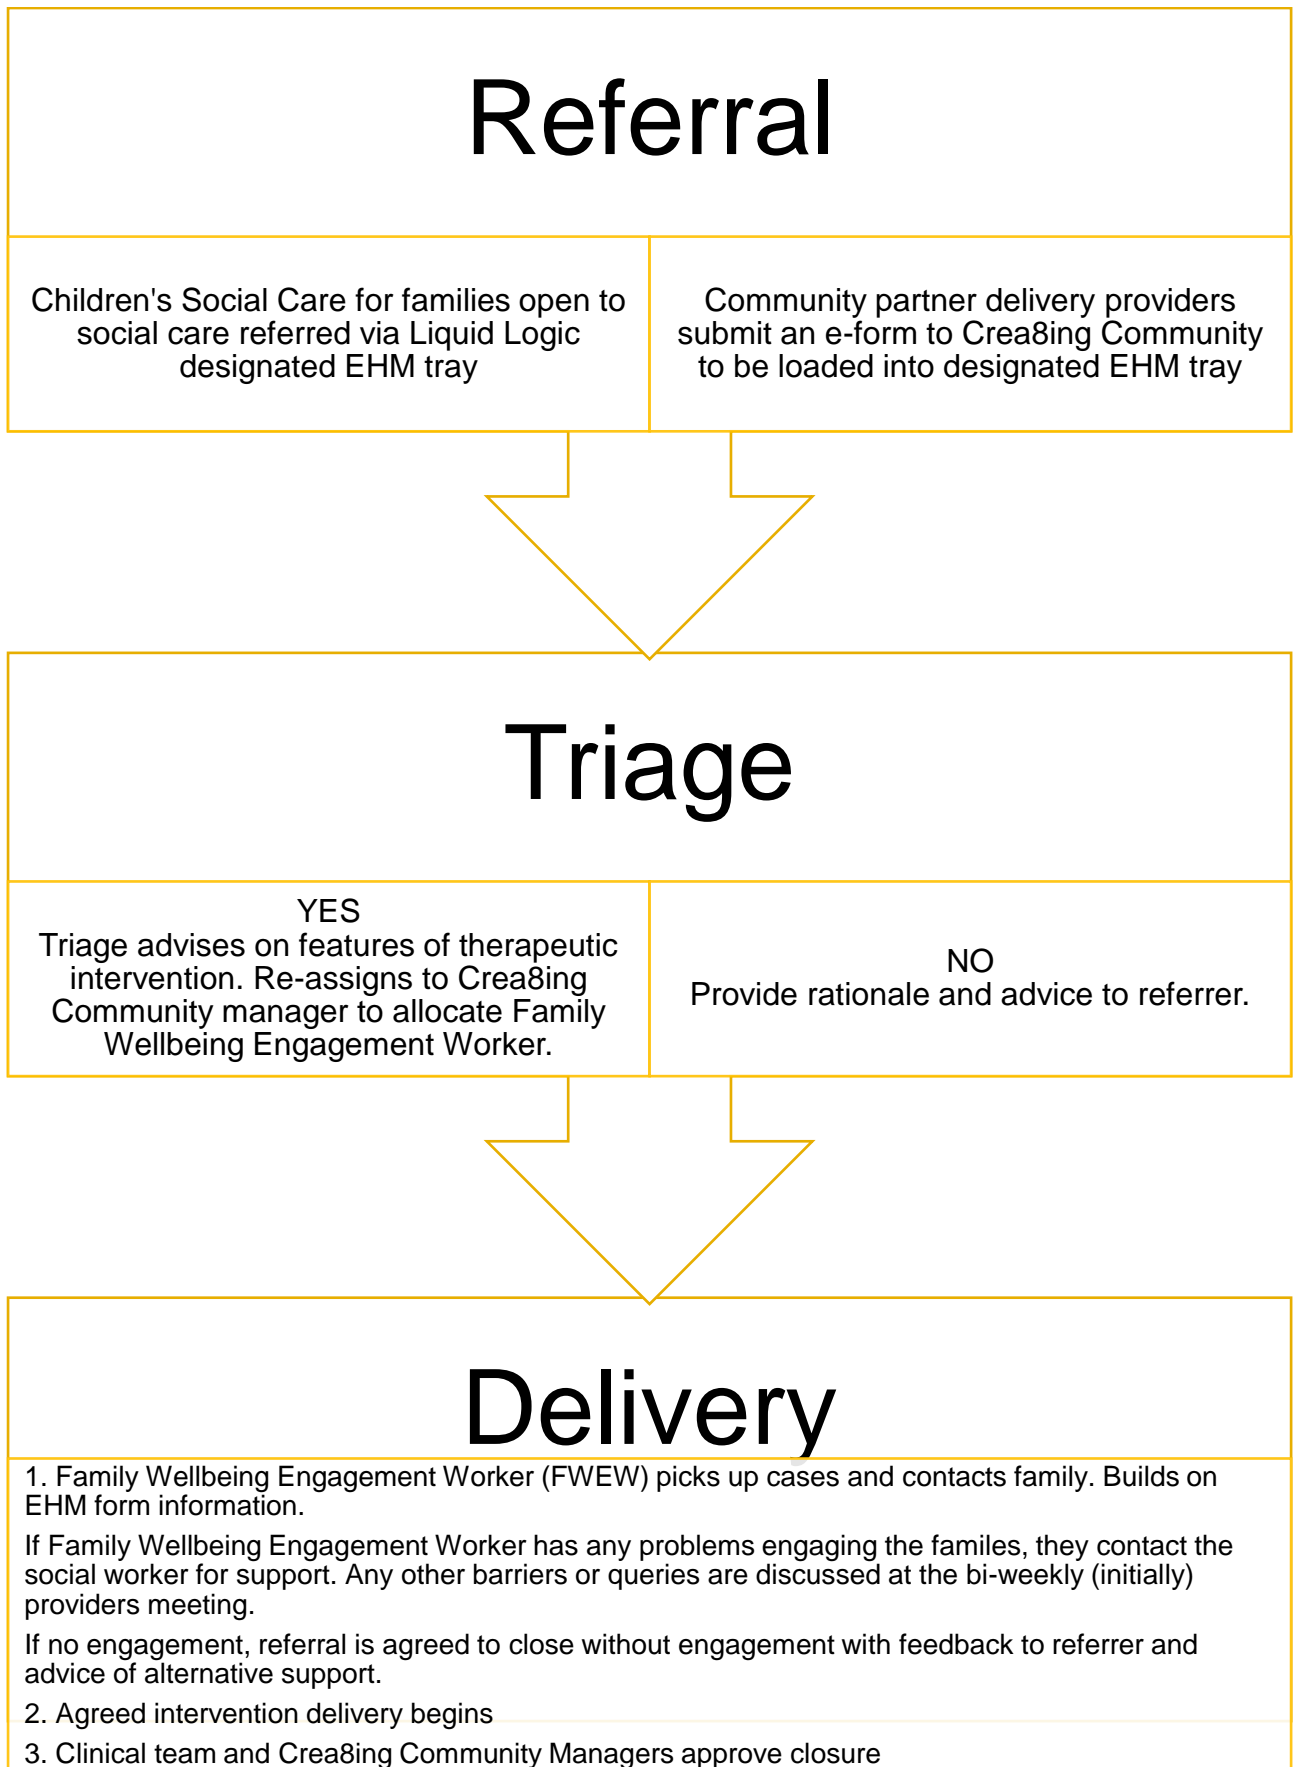 Referral
Children's Social Care for families open to
social care referred via Liquid Logic
designated EHM tray
Community partner delivery providers
submit an e-form to Crea8ing Community
to be loaded into designated EHM tray
Triage
YES
Triage advises on features of therapeutic
intervention. Re-assigns to Crea8ing
Community manager to allocate Family
Wellbeing Engagement Worker.
NO
Provide rationale and advice to referrer.
Delivery
1. Family Wellbeing Engagement Worker (FWEW) picks up cases and contacts family. Builds on
EHM form information.
If Family Wellbeing Engagement Worker has any problems engaging the familes, they contact the
social worker for support. Any other barriers or queries are discussed at the bi-weekly (initially)
providers meeting.
If no engagement, referral is agreed to close without engagement with feedback to referrer and
advice of alternative support.
2. Agreed intervention delivery begins
3. Clinical team and Crea8ing Community Managers approve closure